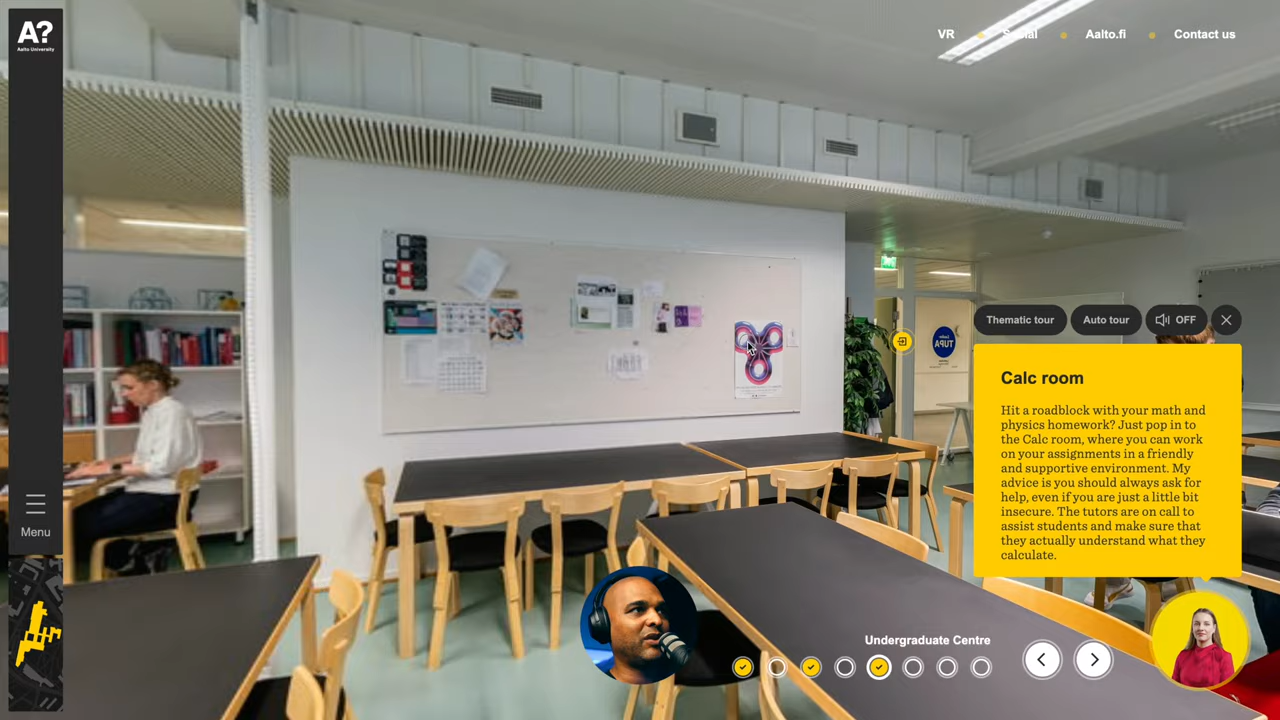 A?
Aalto University
VR
Aalto.fi
Contact us
Thematic tour
Auto tour
OFF
Calc room
Hit a roadblock with your math and
physics homework? Just pop in to
the Calc room, where you can work
on your assignments in a friendly
and supportive environment. My
advice is you should always ask for
help, even if you are just a little bit
insecure. The tutors are on call to
assist students and make sure that
they actually understand what they
calculate.
Menu
Undergraduate Centre